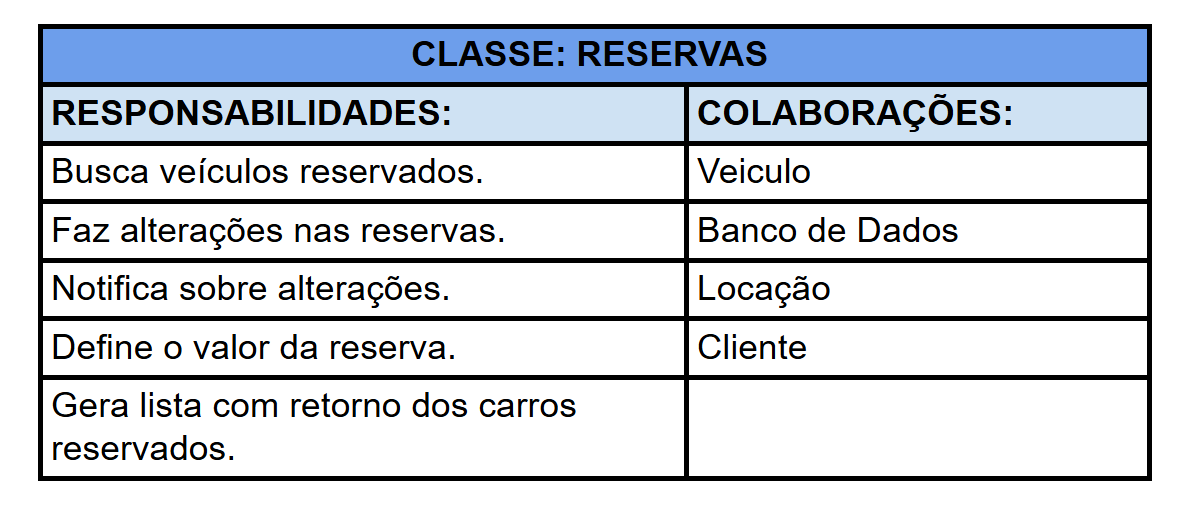 CLASSE: RESERVAS
RESPONSABILIDADES:
COLABORAÇÕES:
Busca veículos reservados.
Veiculo
Faz alterações nas reservas.
Banco de Dados
Notifica sobre alterações.
Locação
Define o valor da reserva.
Cliente
Gera lista com retorno dos carros
reservados.